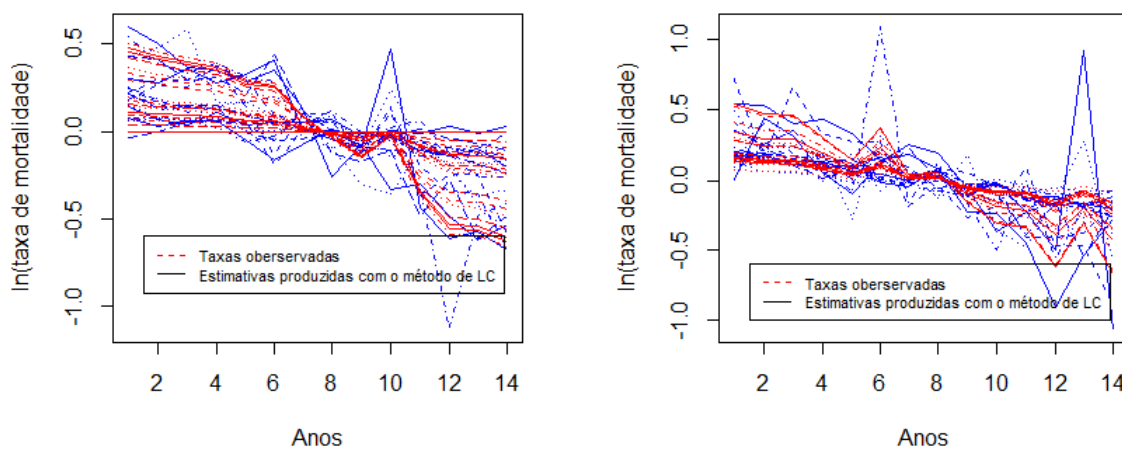 ln(taxa de mortalidade)
0.5
0.0
-0.5
-1.0
Taxas oberservadas
Estimativas produzidas com o método de LC
2 4 6 8 10 12 14
Anos
ln(taxa de mortalidade)
1.0
0.5
0.0
-0.5
-1.0
Taxas oberservadas
Estimativas produzidas com o método de LC
2 4 6 8 10 12 14
Anos